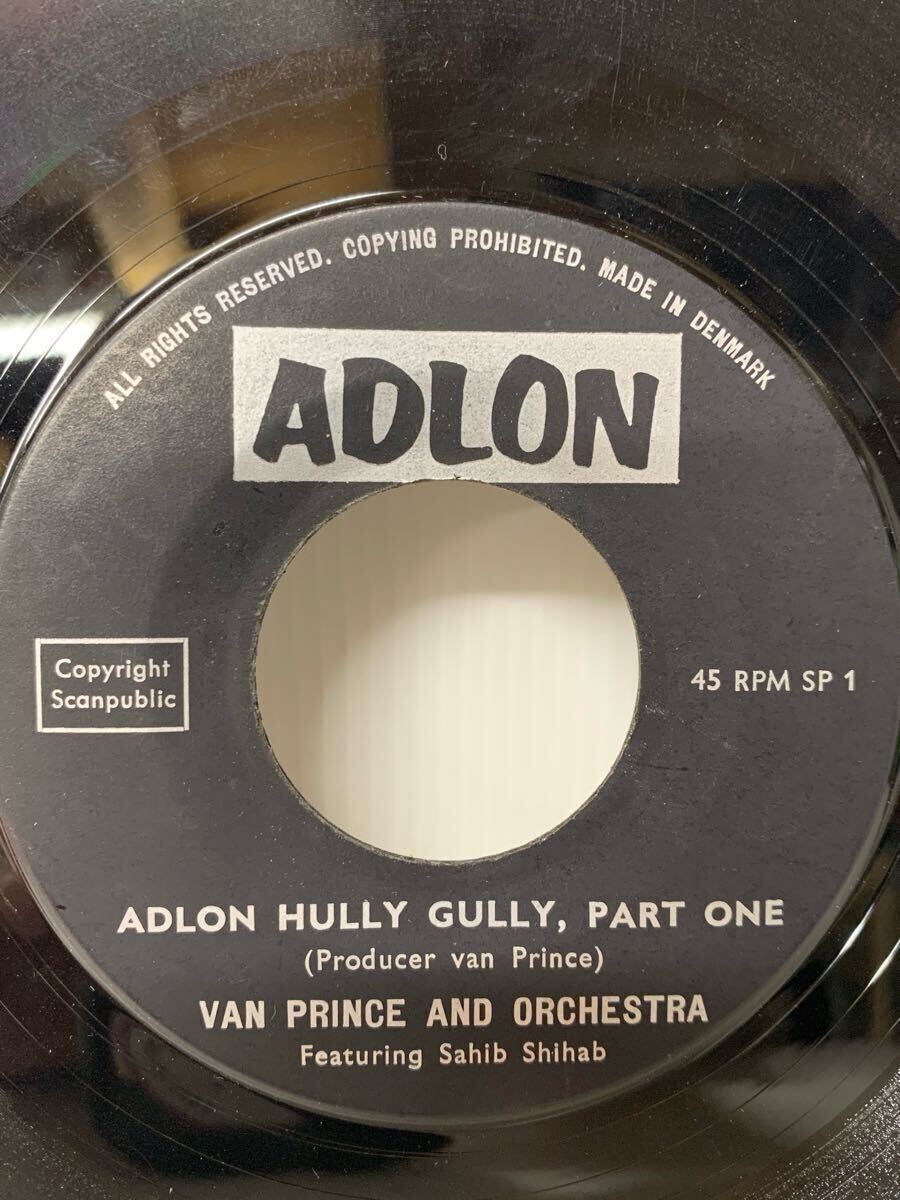 ALL RIGHTS RESERVED. COPYING PROHIBITED. MADE IN DENMARK
ADLON
Copyright
Scanpublic
45 RPM SP 1
ADLON HULLY GULLY, PART ONE
(Producer van Prince)
VAN PRINCE AND ORCHESTRA
Featuring Sahib Shihab